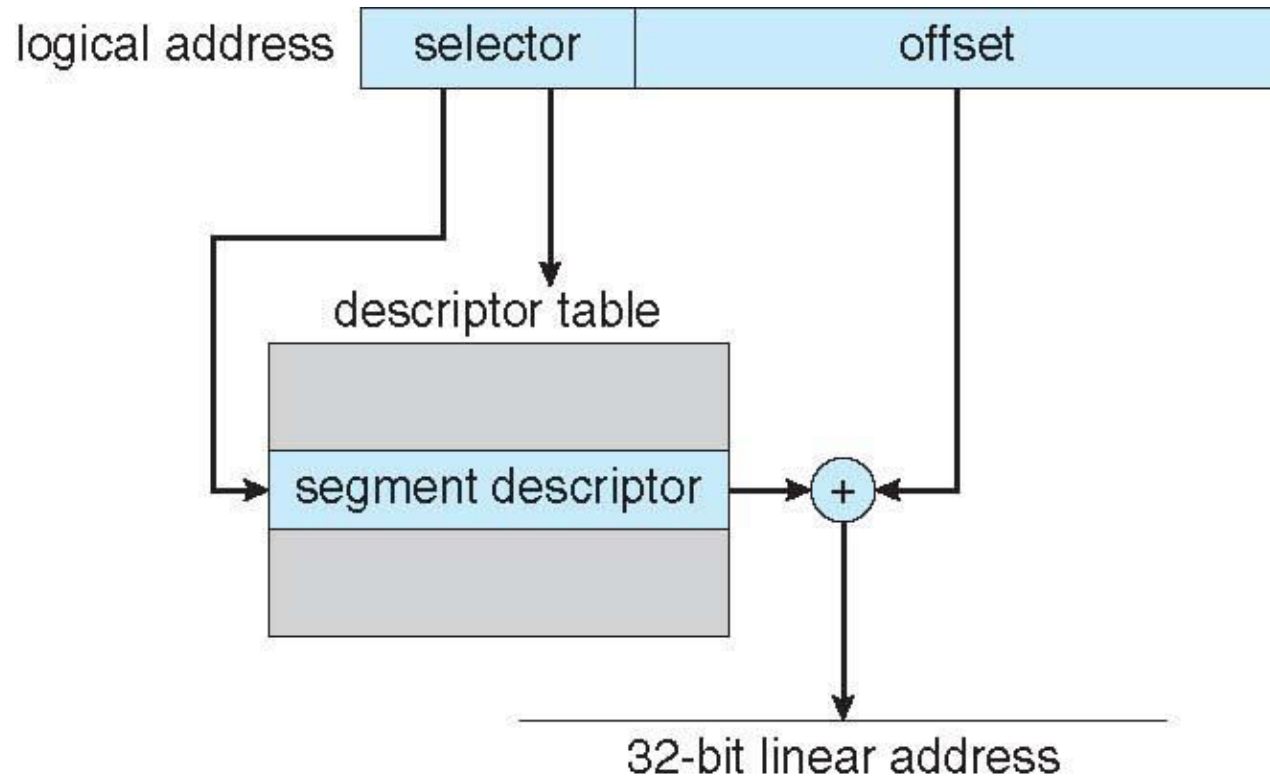 logical address selector offset
descriptor table
segment descriptor +
32-bit linear address